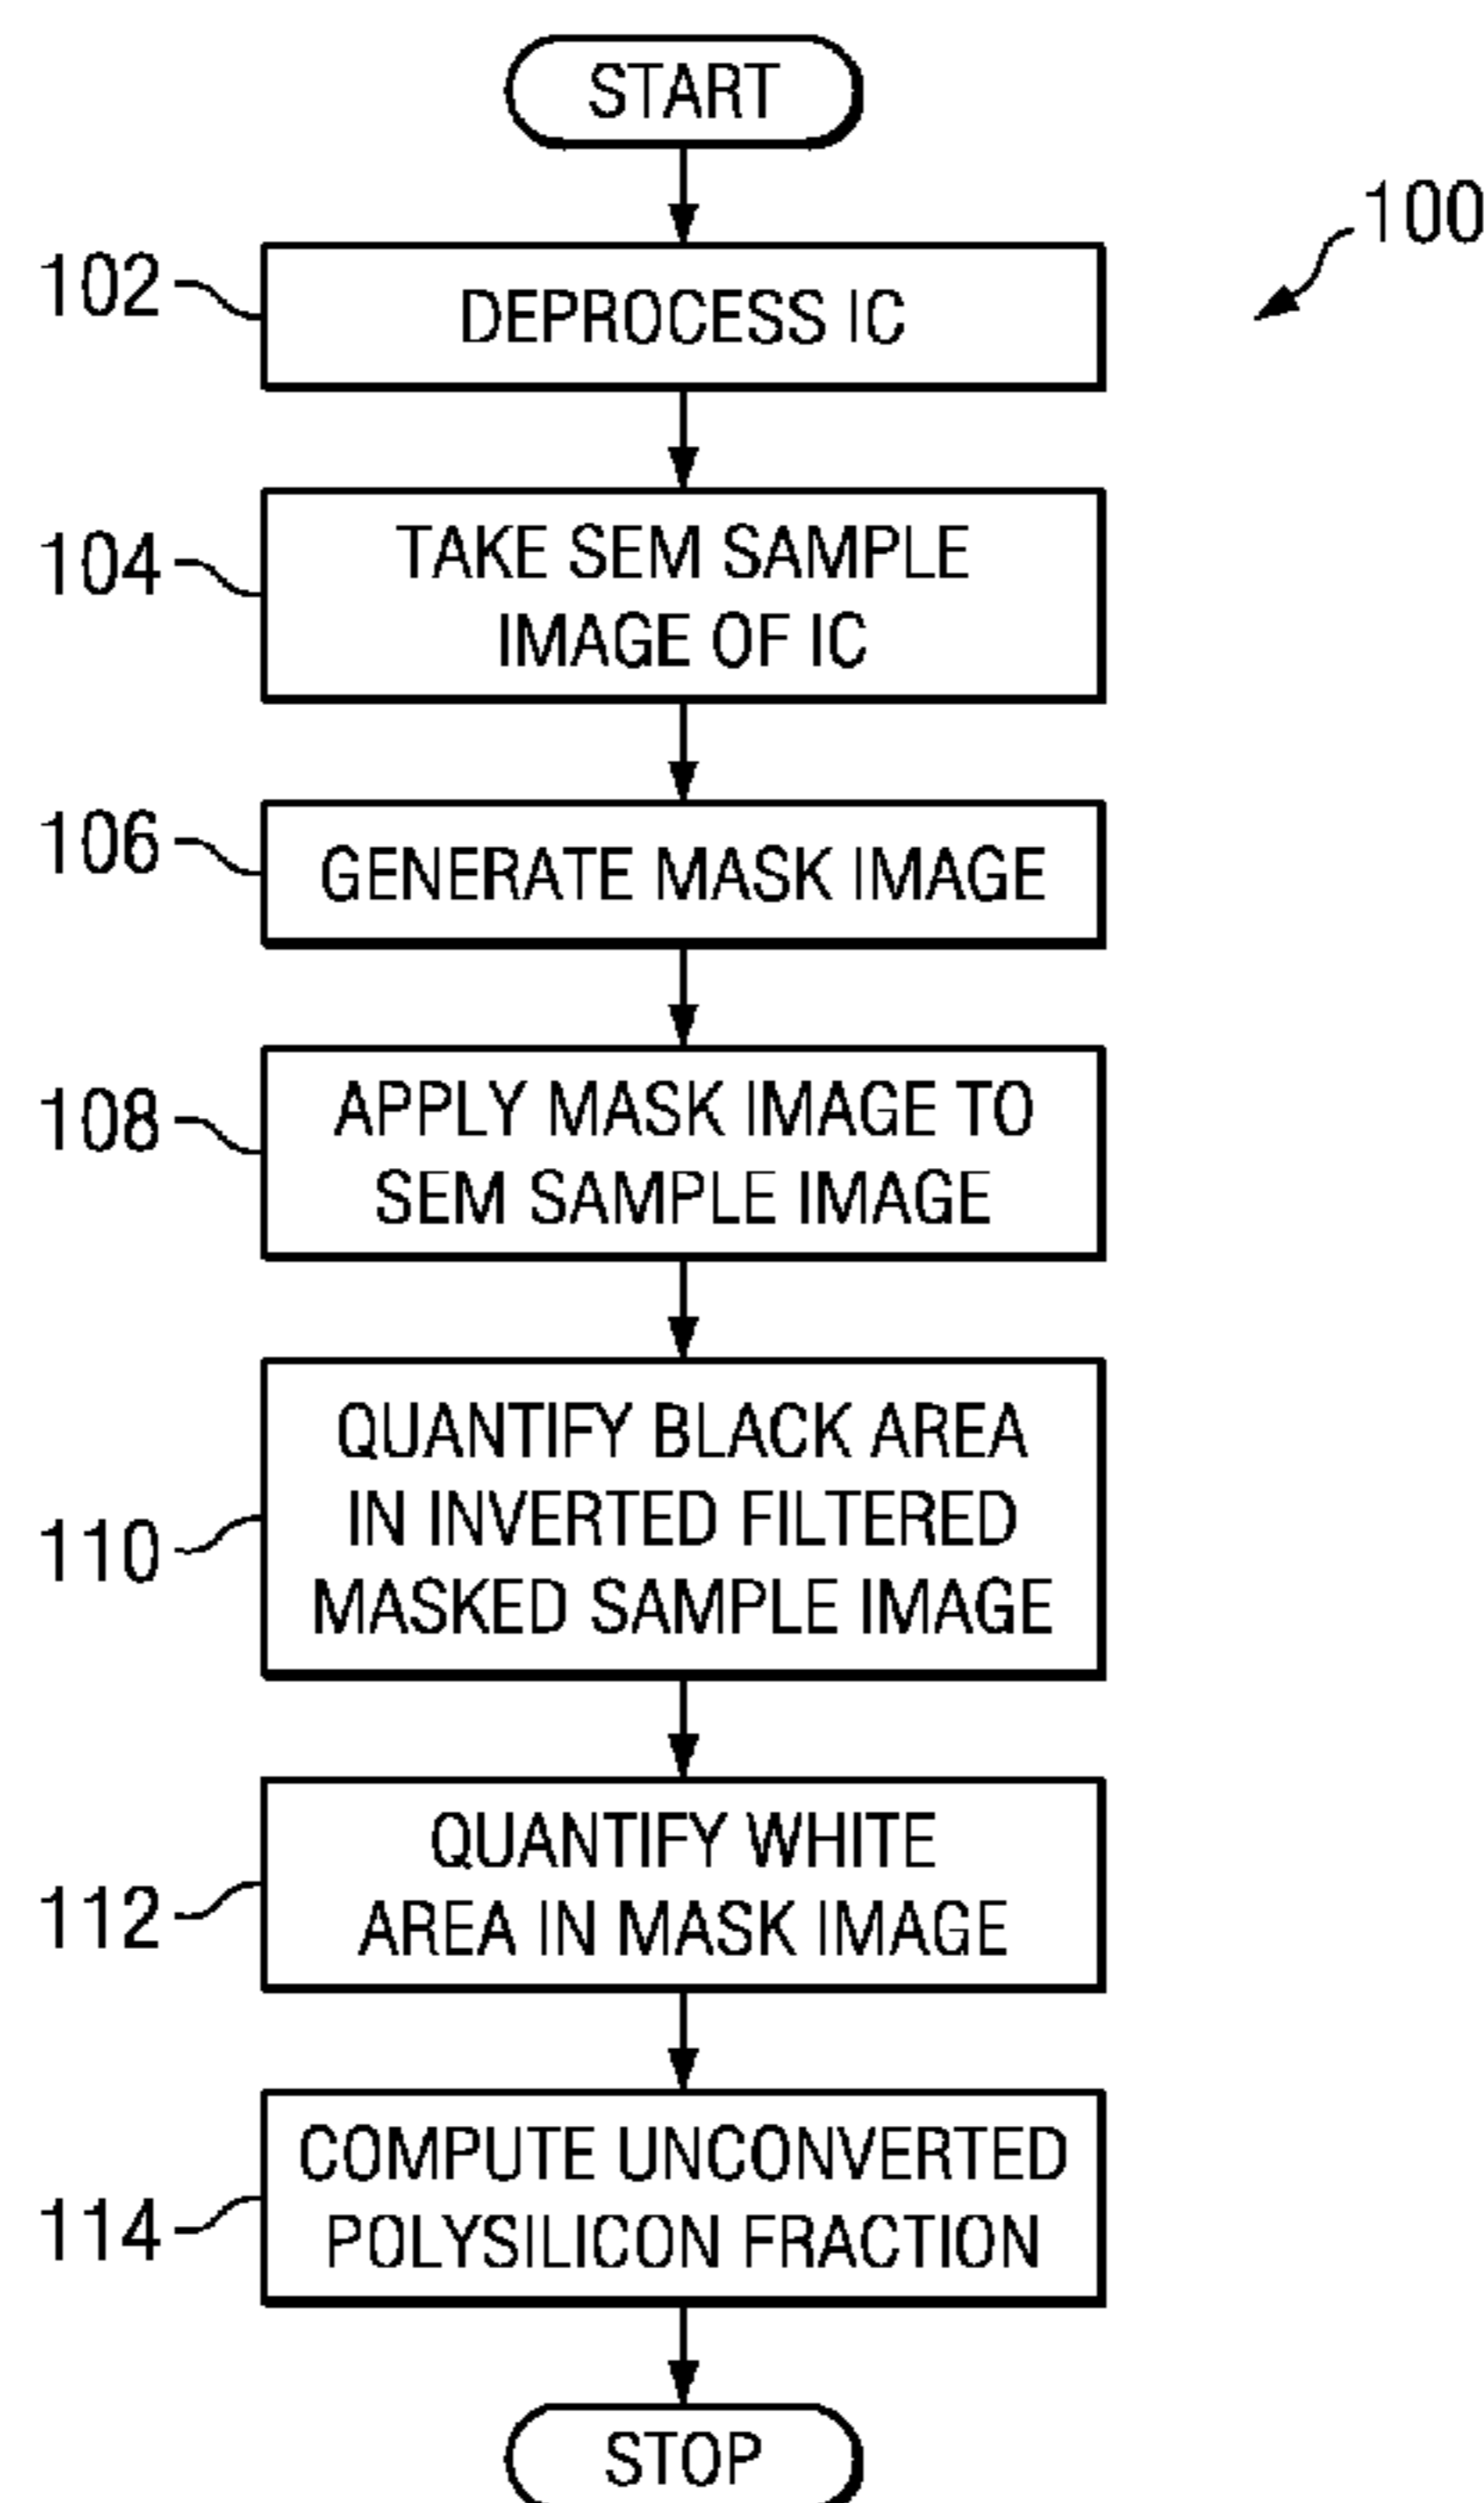 START
100
102
DEPROCESS IC
104
TAKE SEM SAMPLE
IMAGE OF IC
106
GENERATE MASK IMAGE
108
APPLY MASK IMAGE TO
SEM SAMPLE IMAGE
110
QUANTIFY BLACK AREA
IN INVERTED FILTERED
MASKED SAMPLE IMAGE
112
QUANTIFY WHITE
AREA IN MASK IMAGE
114
COMPUTE UNCONVERTED
POLYSILICON FRACTION
STOP